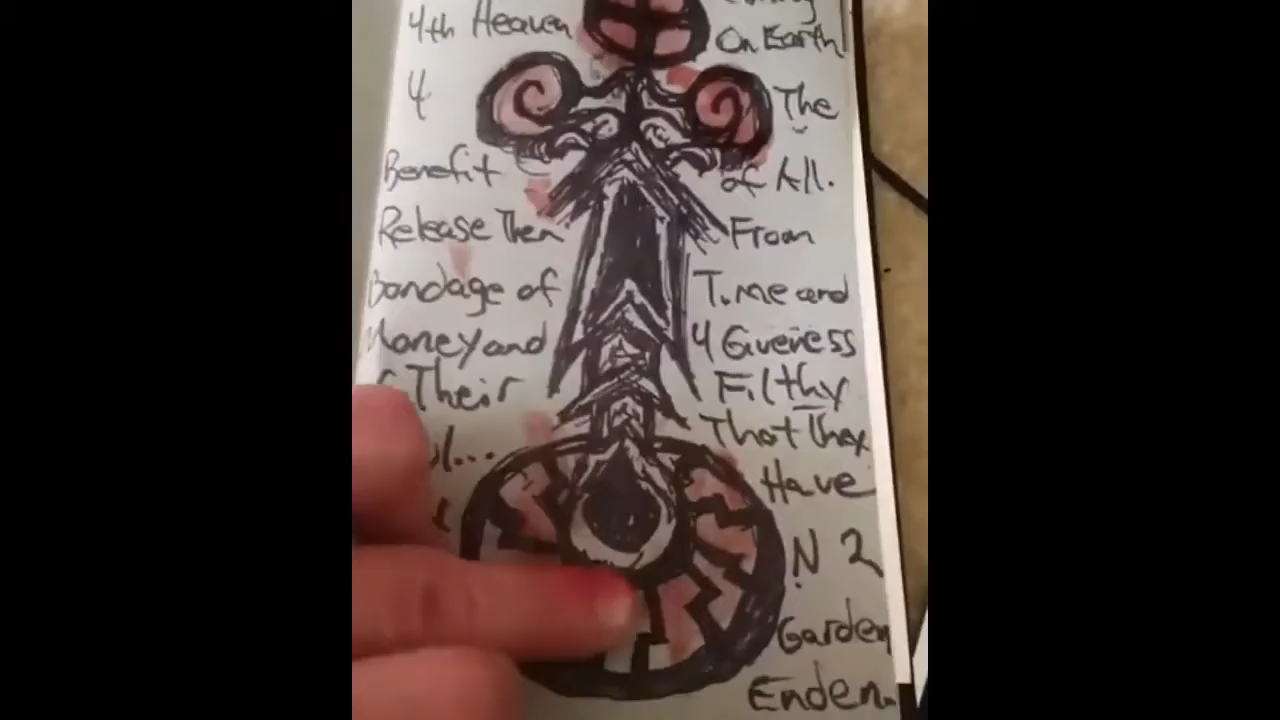 4th Heaven
On Earth!
4 The
Benefit of All.
Release Then From
Bondage of Time and
Money and 4 Giveness
Their Filthy
That They
Have
N 2
Garden
Enden.